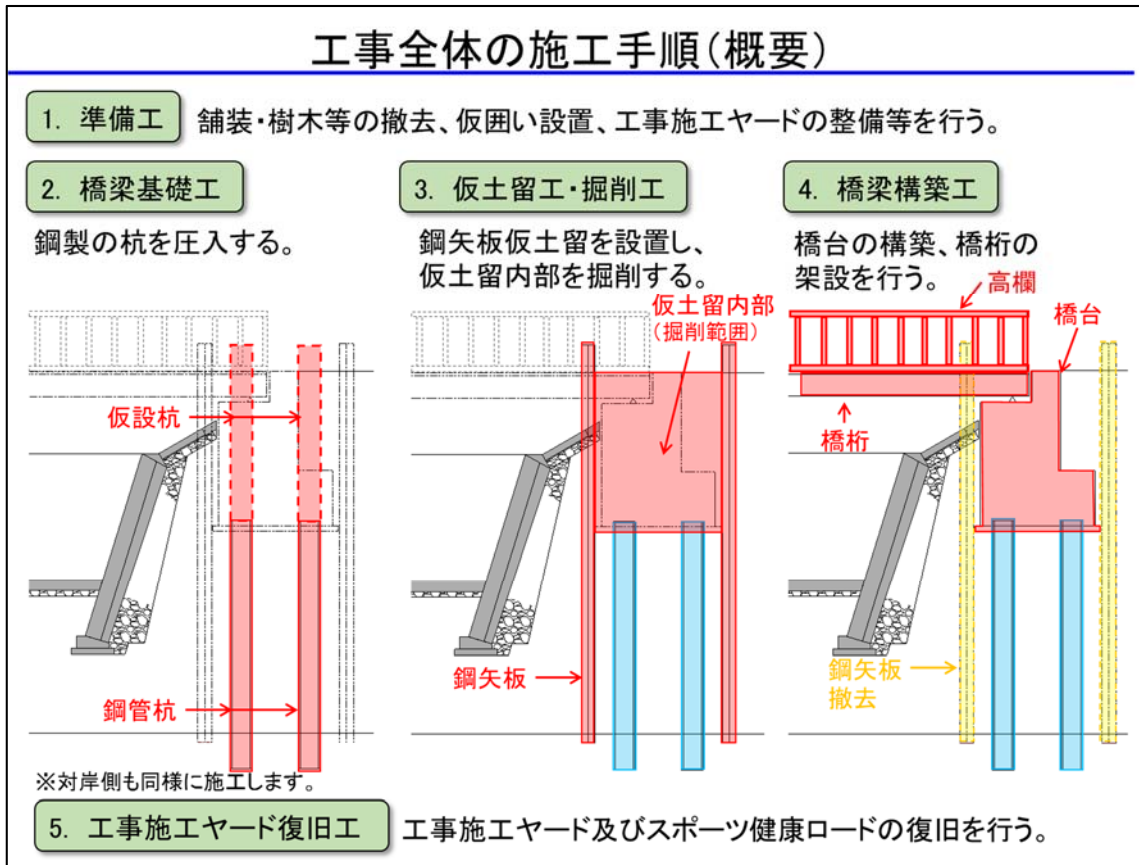 工事全体の施工手順(概要)
1. 準備工
舗装・樹木等の撤去、仮囲い設置、工事施工ヤードの整備等を行う。
2. 橋梁基礎工
鋼製の杭を圧入する。
仮設杭
鋼管杭
※対岸側も同様に施工します。
3. 仮土留工・掘削工
鋼矢板仮土留を設置し、
仮土留内部を掘削する。
仮土留内部
(掘削範囲)
鋼矢板
4. 橋梁構築工
橋台の構築、橋桁の
架設を行う。
高欄
橋台
橋桁
鋼矢板
撤去
5. 工事施工ヤード復旧工
工事施工ヤード及びスポーツ健康ロードの復旧を行う。